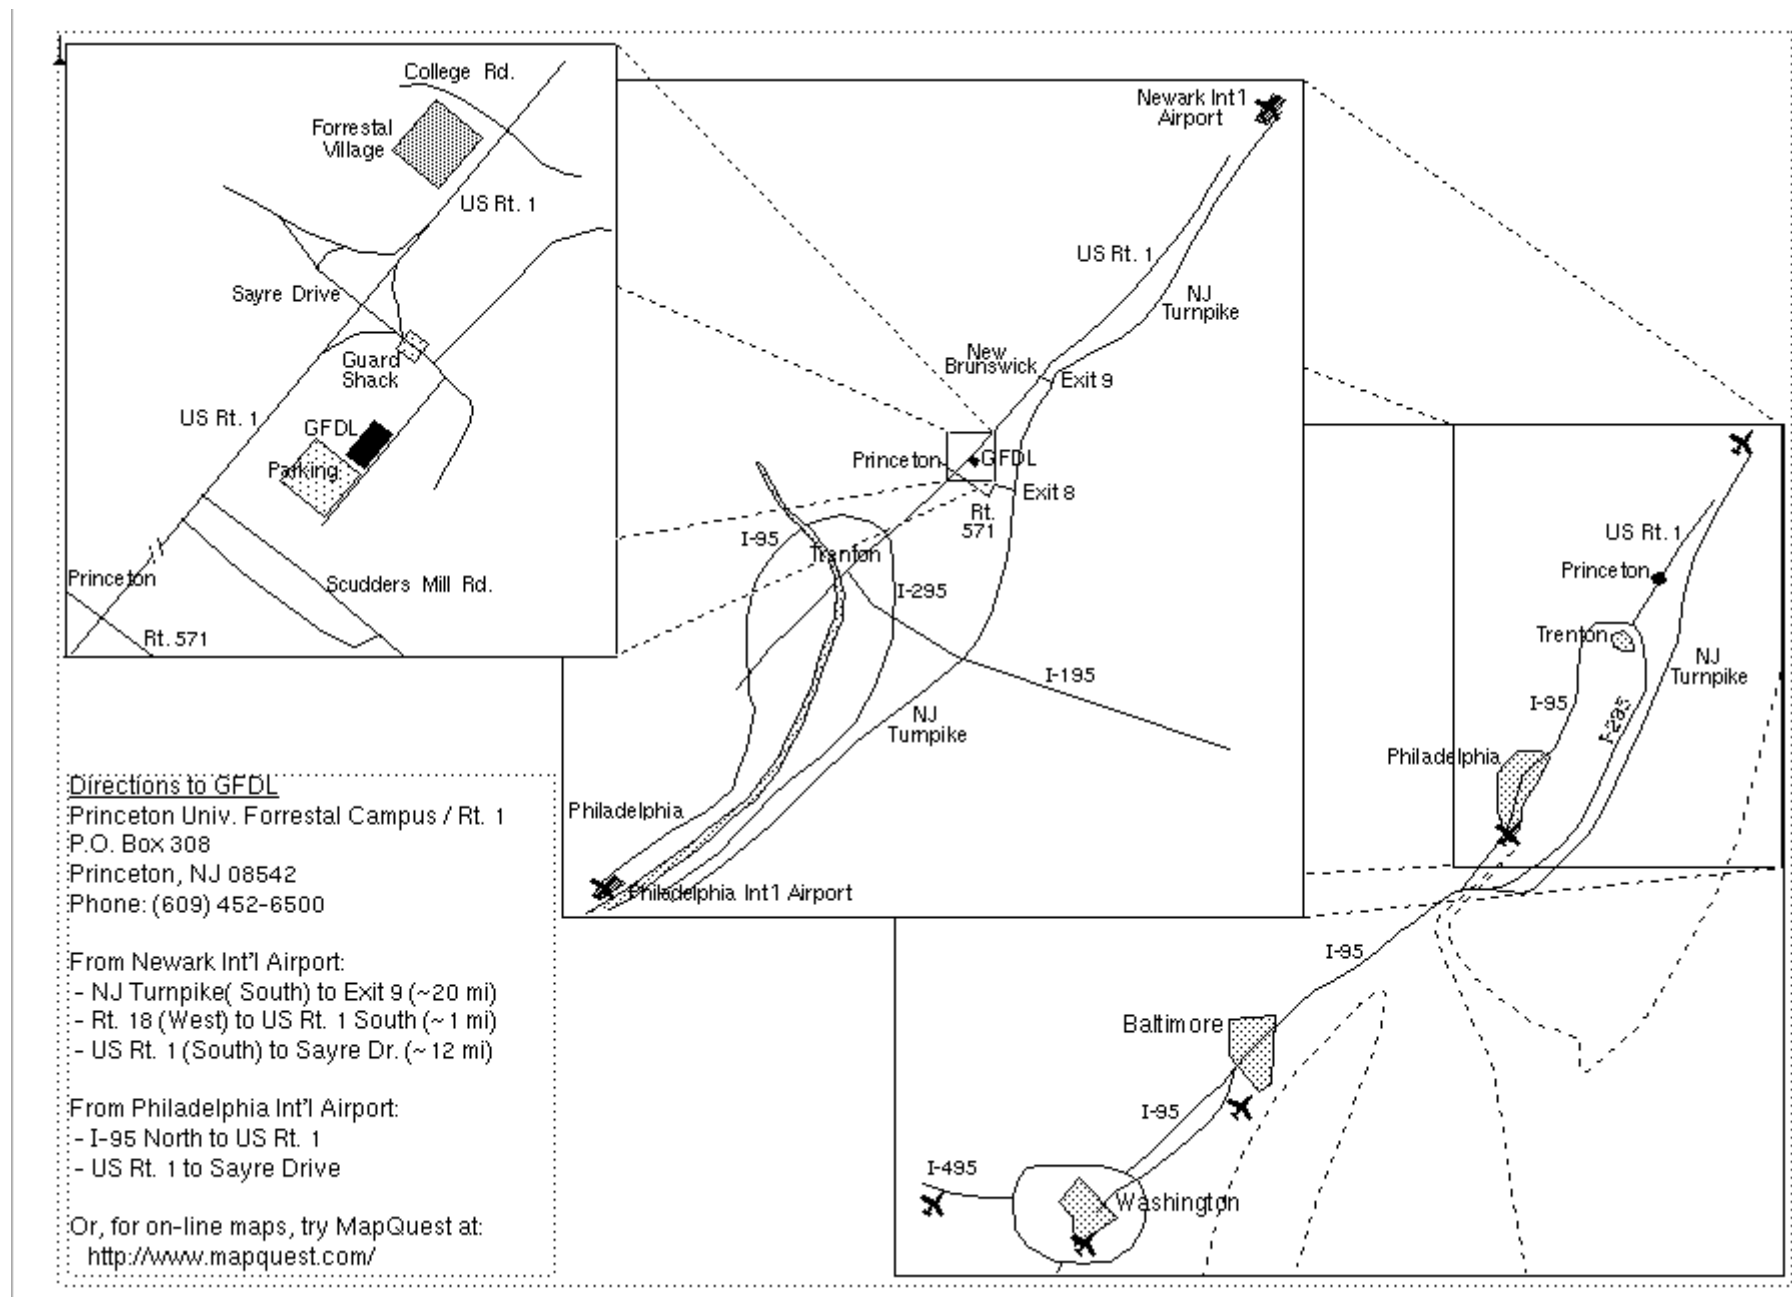 College Rd.
Forrestal
Village
US Rt. 1
Sayre Drive
Guard
Shack
US Rt. 1
GFDL
Parking
Princeton
Scudders Mill Rd.
Rt. 571
Newark Int'l
Airport
US Rt. 1
NJ
Turnpike
New
Brunswick
Exit 9
Princeton
GFDL
Exit 8
Rt.
571
I-95
Trenton
I-295
I-195
NJ
Turnpike
Philadelphia
Philadelphia Int'l Airport
US Rt. 1
Princeton
Trenton
NJ
Turnpike
I-95
I-295
Philadelphia
I-95
Baltimore
I-95
I-495
Washington
Directions to GFDL
Princeton Univ. Forrestal Campus / Rt. 1
P.O. Box 308
Princeton, NJ 08542
Phone: (609) 452-6500
From Newark Int'l Airport:
- NJ Turnpike( South) to Exit 9 (~20 mi)
- Rt. 18 (West) to US Rt. 1 South (~1 mi)
- US Rt. 1 (South) to Sayre Dr. (~12 mi)
From Philadelphia Int'l Airport:
- I-95 North to US Rt. 1
- US Rt. 1 to Sayre Drive
Or, for on-line maps, try MapQuest at:
http://www.mapquest.com/